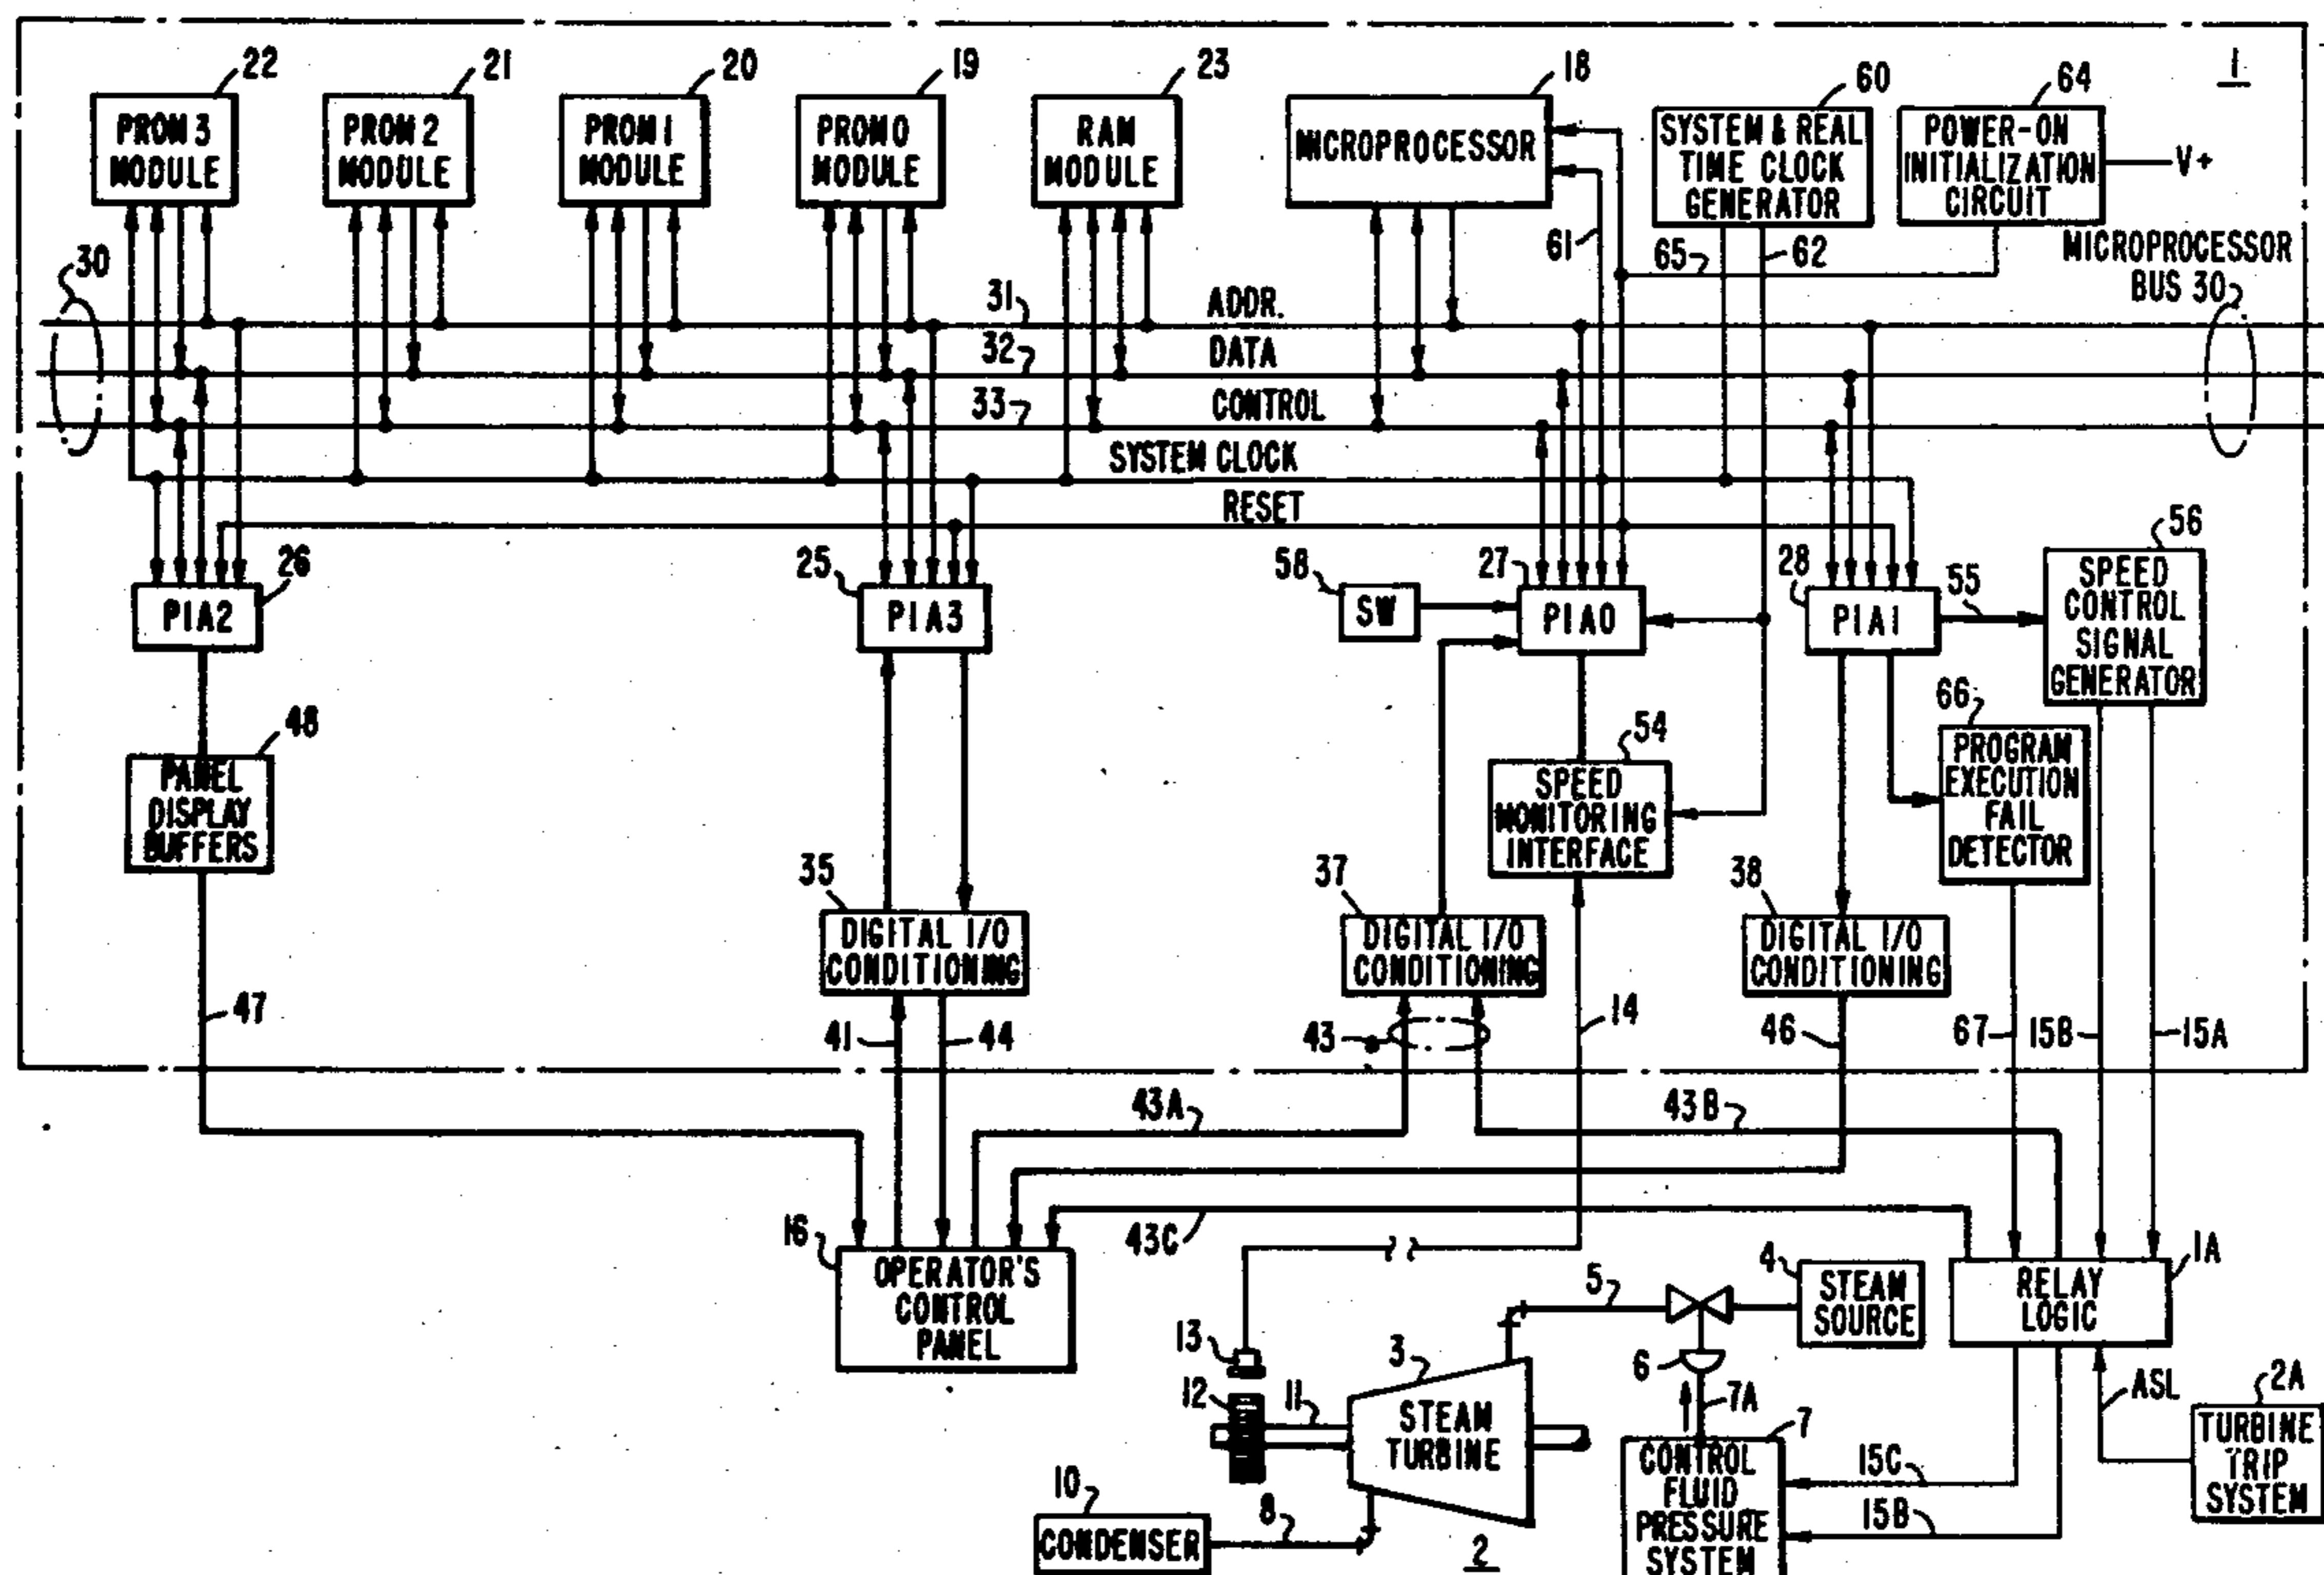 1
22
21
20
19
23
18
60
64
PROM 3
MODULE
PROM 2
MODULE
PROM 1
MODULE
PROM 0
MODULE
RAM
MODULE
MICROPROCESSOR
SYSTEM & REAL
TIME CLOCK
GENERATOR
POWER-ON
INITIALIZATION
CIRCUIT
V+
61
65
62
MICROPROCESSOR
BUS 30
30
31
ADDR.
32
DATA
33
CONTROL
SYSTEM CLOCK
RESET
26
PIA2
25
PIA3
58
SW
27
PIA0
28
PIA1
55
56
SPEED
CONTROL
SIGNAL
GENERATOR
48
PANEL
DISPLAY
BUFFERS
54
SPEED
MONITORING
INTERFACE
66
PROGRAM
EXECUTION
FAIL
DETECTOR
35
DIGITAL I/O
CONDITIONING
37
DIGITAL I/O
CONDITIONING
38
DIGITAL I/O
CONDITIONING
47
41
44
43
14
46
67
15B
15A
43A
43B
43C
16
OPERATOR'S
CONTROL
PANEL
13
12
11
3
STEAM
TURBINE
5
4
STEAM
SOURCE
6
7A
7
CONTROL
FLUID
PRESSURE
SYSTEM
1A
RELAY
LOGIC
ASL
2A
TURBINE
TRIP
SYSTEM
15C
15B
10
CONDENSER
8
2